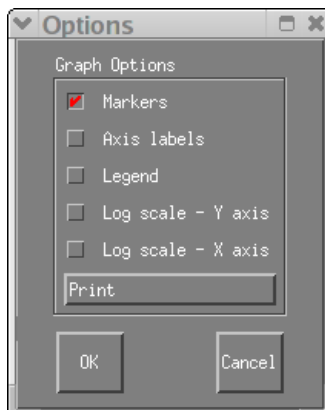 Options
Graph Options
Markers
Axis labels
Legend
Log scale - Y axis
Log scale - X axis
Print
OK
Cancel